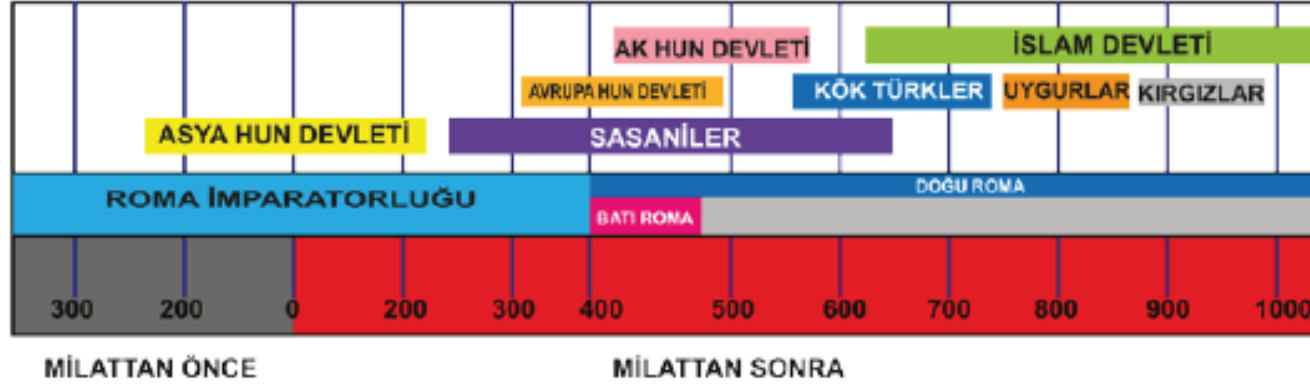 AK HUN DEVLETİ
İSLAM DEVLETİ
AVRUPA HUN DEVLETİ
KÖK TÜRKLER
UYGURLAR
KIRGIZLAR
ASYA HUN DEVLETİ
SASANİLER
ROMA İMPARATORLUĞU
DOĞU ROMA
BATI ROMA
300 200 0 200 300 400 500 600 700 800 900 1000
MİLATTAN ÖNCE
MİLATTAN SONRA